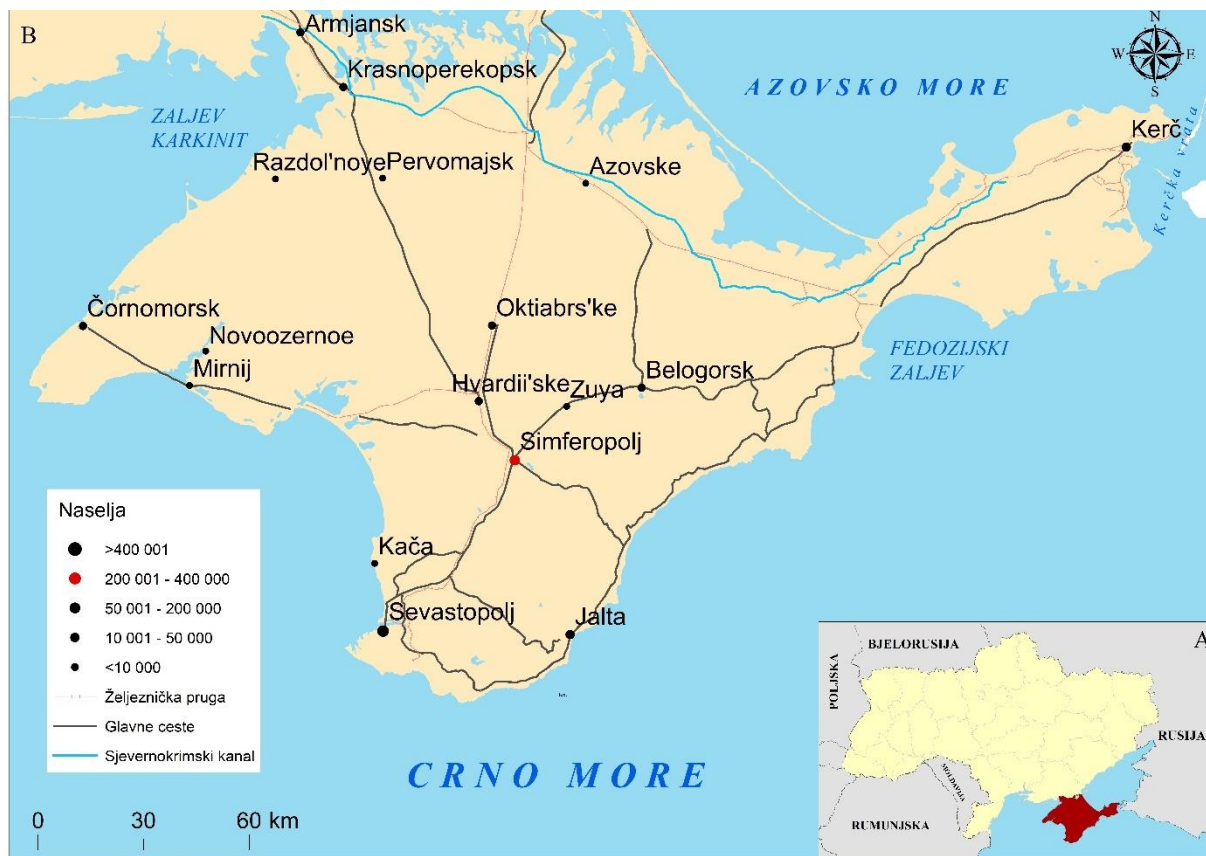 B
Armjansk
N
W
E
S
Krasnoperekopsk
AZOVSKO MORE
ZALJEV
KARKINIT
Kerč
Kerčka vrata
Razdol'noye
Pervomajsk
Azovske
Čornomorsk
Oktiabrs'ke
Novoozernoe
FEDOZIJSKI
ZALJEV
Mirnij
Hvardii'ske
Zuya
Belogorsk
Simferopolj
Kača
Sevastopolj
Jalta
Naselja
>400 001
200 001 - 400 000
50 001 - 200 000
10 001 - 50 000
<10 000
Željeznička pruga
Glavne ceste
Sjevernokrimski kanal
CRNO MORE
0 30 60 km
A
BJELORUSIJA
POLJSKA
RUSIJA
MOLDAVIJA
RUMUNJSKA